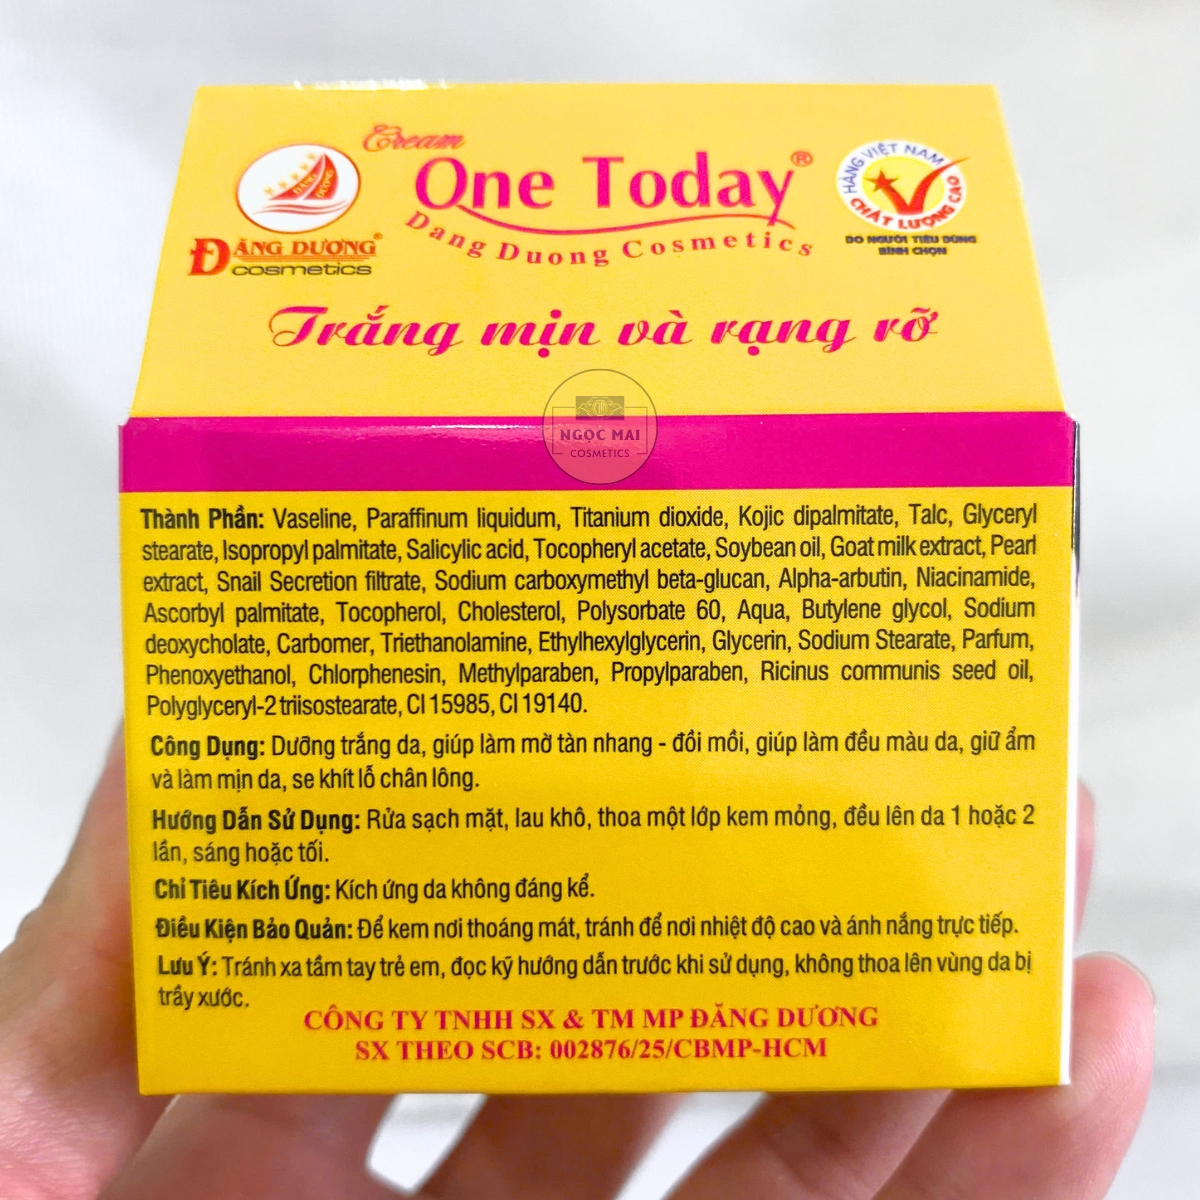 Cream
One Today®
Dang Duong Cosmetics
ĐĂNG DƯƠNG
ĐĂNG DƯƠNG®
cosmetics
HÀNG VIỆT NAM
CHẤT LƯỢNG CAO
DO NGƯỜI TIÊU DÙNG
BÌNH CHỌN
Trắng mịn và rạng rỡ
NGỌC MAI
COSMETICS
Thành Phần: Vaseline, Paraffinum liquidum, Titanium dioxide, Kojic dipalmitate, Talc, Glyceryl
stearate, Isopropyl palmitate, Salicylic acid, Tocopheryl acetate, Soybean oil, Goat milk extract, Pearl
extract, Snail Secretion filtrate, Sodium carboxymethyl beta-glucan, Alpha-arbutin, Niacinamide,
Ascorbyl palmitate, Tocopherol, Cholesterol, Polysorbate 60, Aqua, Butylene glycol, Sodium
deoxycholate, Carbomer, Triethanolamine, Ethylhexylglycerin, Glycerin, Sodium Stearate, Parfum,
Phenoxyethanol, Chlorphenesin, Methylparaben, Propylparaben, Ricinus communis seed oil,
Polyglyceryl-2 triisostearate, CI 15985, CI 19140.
Công Dụng: Dưỡng trắng da, giúp làm mờ tàn nhang - đồi mồi, giúp làm đều màu da, giữ ẩm
và làm mịn da, se khít lỗ chân lông.
Hướng Dẫn Sử Dụng: Rửa sạch mặt, lau khô, thoa một lớp kem mỏng, đều lên da 1 hoặc 2
lần, sáng hoặc tối.
Chỉ Tiêu Kích Ứng: Kích ứng da không đáng kể.
Điều Kiện Bảo Quản: Để kem nơi thoáng mát, tránh để nơi nhiệt độ cao và ánh nắng trực tiếp.
Lưu Ý: Tránh xa tầm tay trẻ em, đọc kỹ hướng dẫn trước khi sử dụng, không thoa lên vùng da bị
trầy xước.
CÔNG TY TNHH SX & TM MP ĐĂNG DƯƠNG
SX THEO SCB: 002876/25/CBMP-HCM